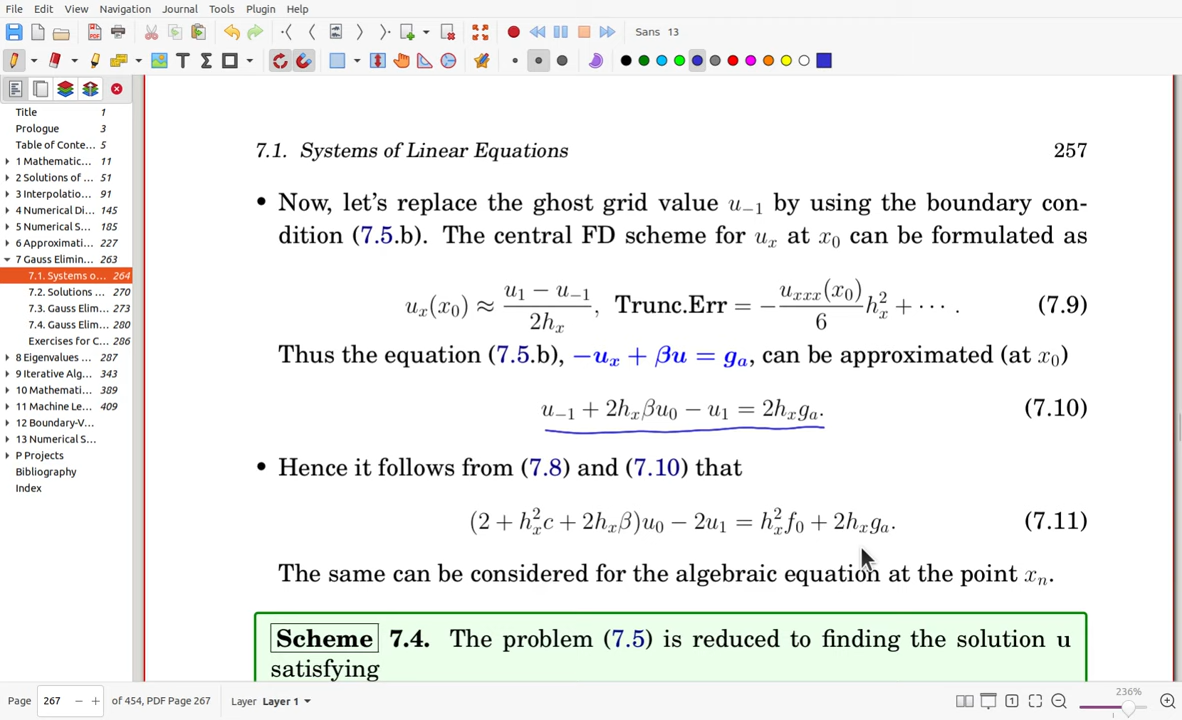 File Edit View Navigation Journal Tools Plugin Help
Sans 13
Title 1
Prologue 3
Table of Conte... 5
1 Mathematic... 11
2 Solutions of ... 51
3 Interpolatio... 91
4 Numerical Di... 145
5 Numerical S... 185
6 Approximati... 227
7 Gauss Elimin... 263
7.1. Systems o... 264
7.2. Solutions ... 270
7.3. Gauss Elim... 273
7.4. Gauss Elim... 280
Exercises for C... 286
8 Eigenvalues ... 287
9 Iterative Alg... 343
10 Mathemati... 389
11 Machine Le... 409
12 Boundary-V...
13 Numerical S...
P Projects
Bibliography
Index
7.1. Systems of Linear Equations 257
• Now, let's replace the ghost grid value u₋₁ by using the boundary con-
dition (7.5.b). The central FD scheme for uₓ at x₀ can be formulated as
uₓ(x₀) ≈ (u₁ − u₋₁)/(2hₓ), Trunc.Err = −(uₓₓₓ(x₀)/6)hₓ² + ··· . (7.9)
Thus the equation (7.5.b), −uₓ + βu = gₐ, can be approximated (at x₀)
u₋₁ + 2hₓβu₀ − u₁ = 2hₓgₐ. (7.10)
• Hence it follows from (7.8) and (7.10) that
(2 + hₓ²c + 2hₓβ)u₀ − 2u₁ = hₓ²f₀ + 2hₓgₐ. (7.11)
The same can be considered for the algebraic equation at the point xₙ.
Scheme 7.4. The problem (7.5) is reduced to finding the solution u
satisfying
Page 267 − + of 454, PDF Page 267 Layer Layer 1 236%